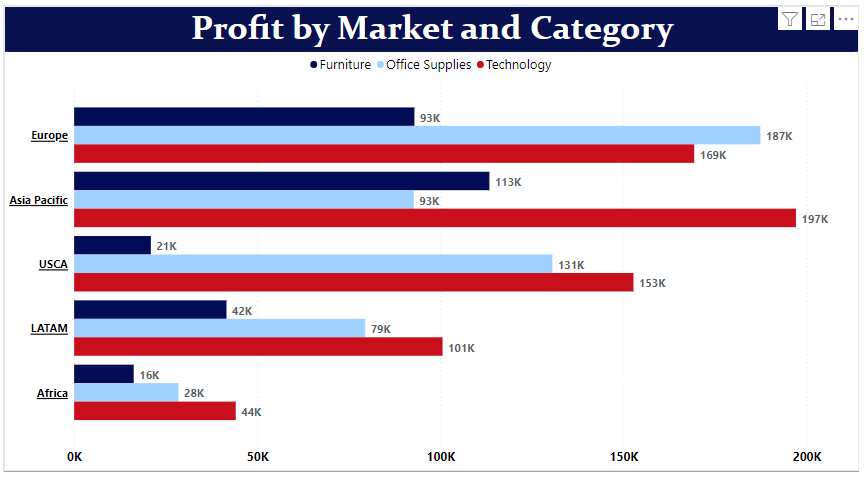 Profit by Market and Category
Furniture Office Supplies Technology
93K
Europe 187K
169K
113K
Asia Pacific 93K
197K
21K
USCA 131K
153K
42K
LATAM 79K
101K
16K
Africa 28K
44K
0K 50K 100K 150K 200K